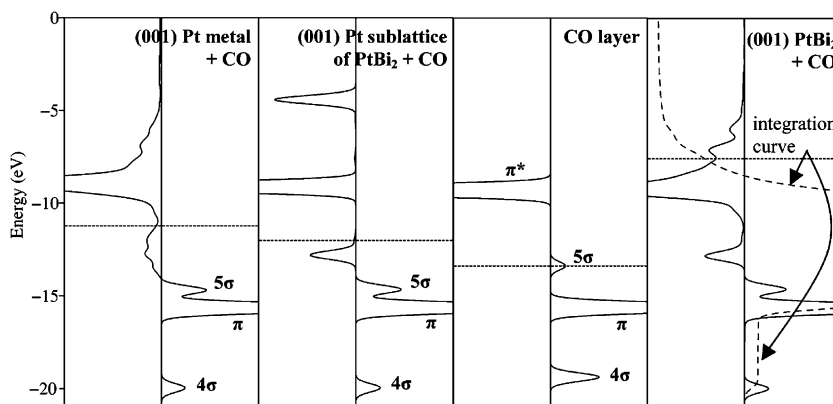 0
−5
−10
−15
−20
Energy (eV)
(001) Pt metal
+ CO
5σ
π
4σ
(001) Pt sublattice
of PtBi2 + CO
5σ
π
4σ
CO layer
π*
5σ
π
4σ
(001) PtBi2
+ CO
integration
curve